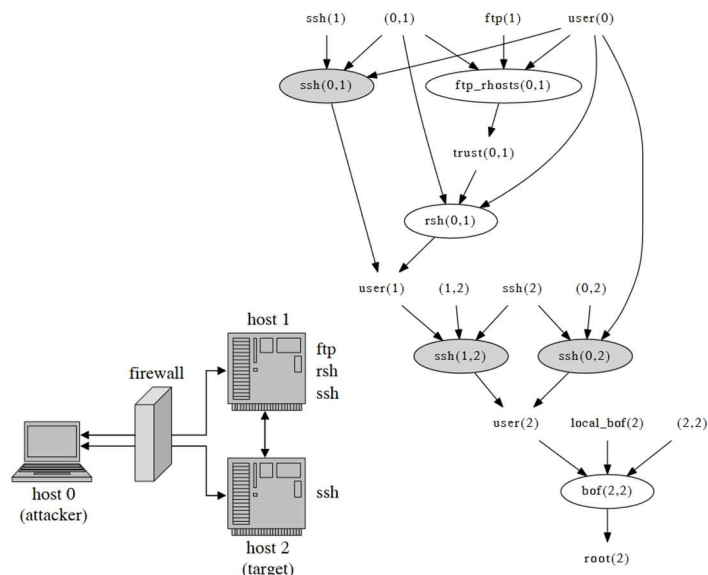 ssh(1) (0,1) ftp(1) user(0)
ssh(0,1) ftp_rhosts(0,1)
trust(0,1)
rsh(0,1)
user(1) (1,2) ssh(2) (0,2)
ssh(1,2) ssh(0,2)
user(2) local_bof(2) (2,2)
bof(2,2)
root(2)
host 1
ftp
rsh
ssh
firewall
host 0
(attacker)
ssh
host 2
(target)